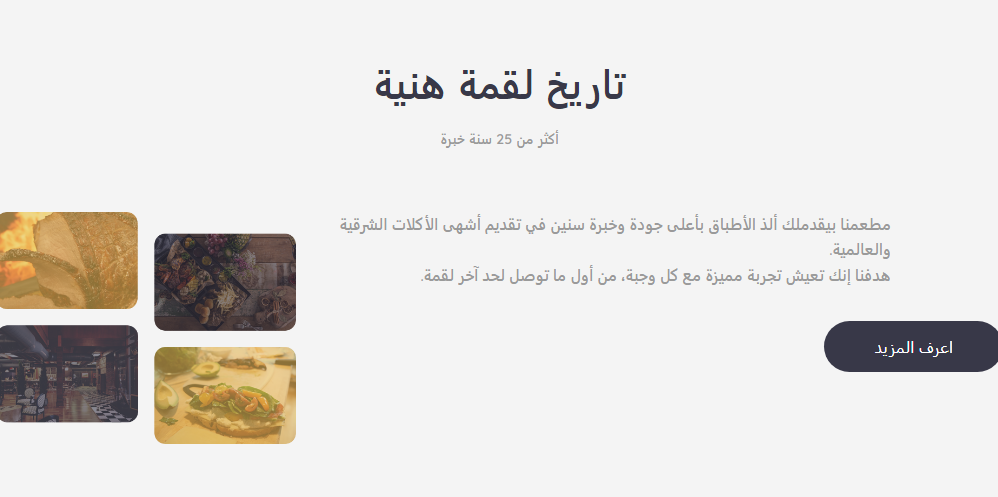 تاريخ لقمة هنية
أكثر من 25 سنة خبرة
مطعمنا بيقدملك ألذ الأطباق بأعلى جودة وخبرة سنين في تقديم أشهى الأكلات الشرقية
والعالمية.
هدفنا إنك تعيش تجربة مميزة مع كل وجبة، من أول ما توصل لحد آخر لقمة.
اعرف المزيد